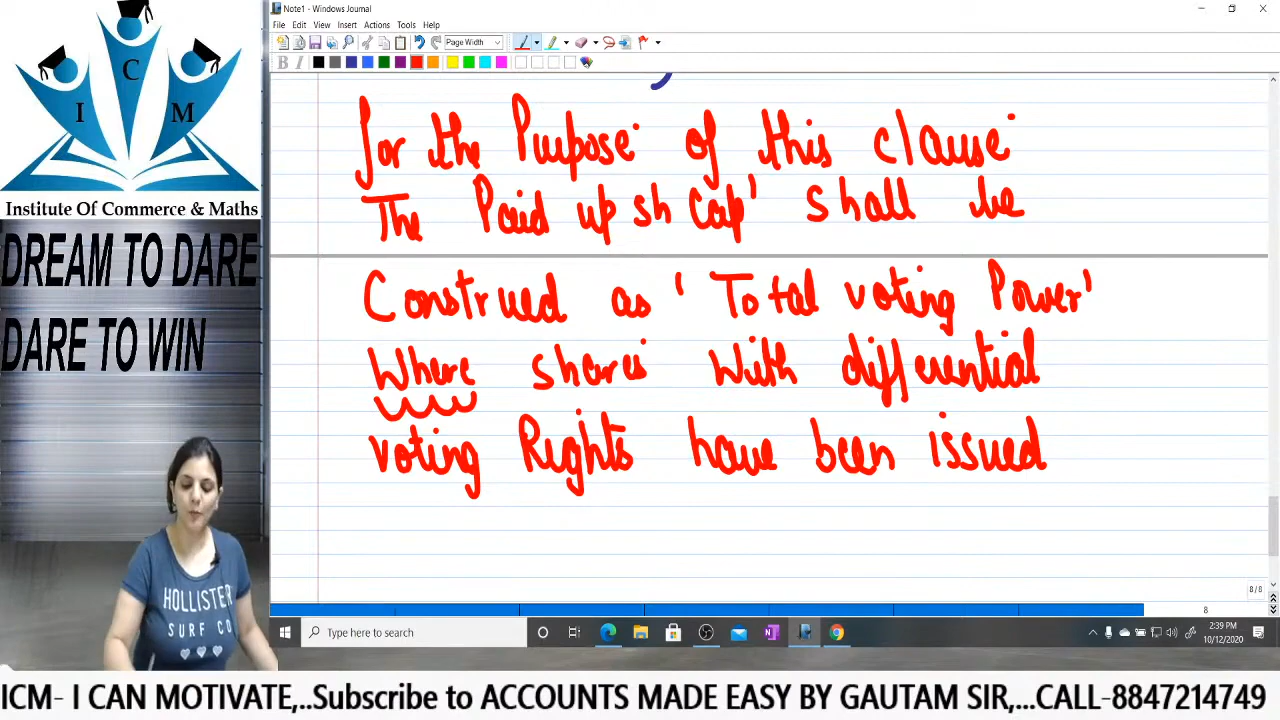 Note1 - Windows Journal
File Edit View Insert Actions Tools Help
Page Width
B I
C
I M
Institute Of Commerce & Maths
DREAM TO DARE
DARE TO WIN
for the Purpose of this clause
The Paid up sh Cap' shall be
Construed as ' Total voting Power'
Where shares with differential
voting Rights have been issued
HOLLISTER
SURF CO
8/8
8
Type here to search
2:39 PM
10/12/2020
ICM- I CAN MOTIVATE,..Subscribe to ACCOUNTS MADE EASY BY GAUTAM SIR,...CALL-8847214749